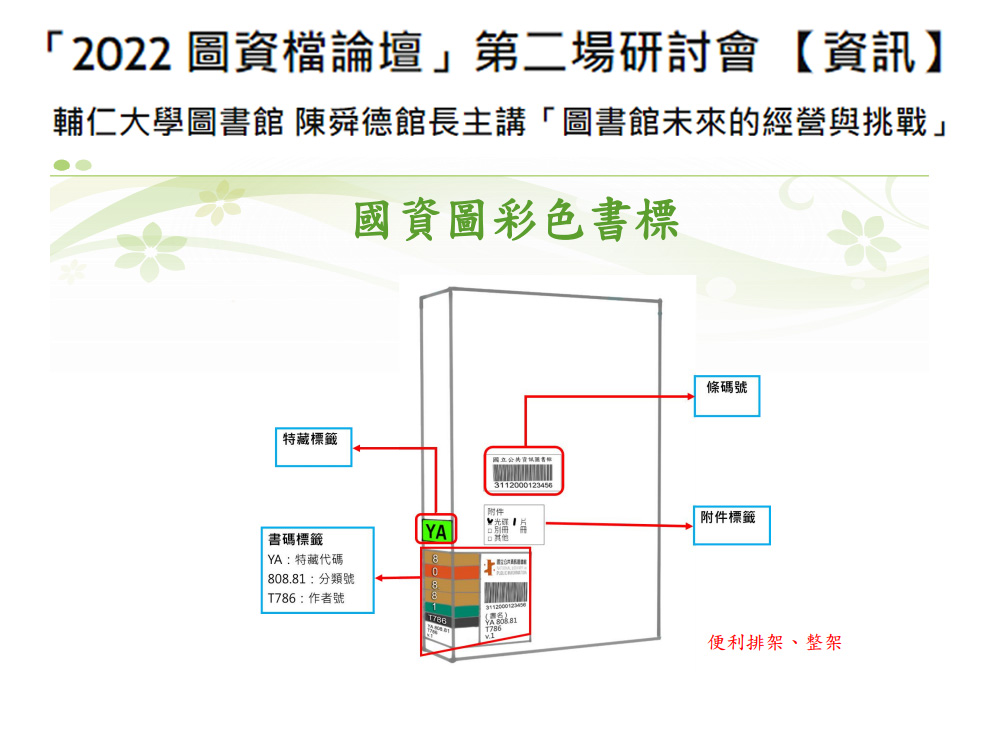 「2022 圖資檔論壇」第二場研討會 【資訊】
輔仁大學圖書館 陳舜德館長主講「圖書館未來的經營與挑戰」
國資圖彩色書標
條碼號
特藏標籤
國立公共資訊圖書館
3112000123456
附件標籤
附件
光碟 1 片
□別冊 冊
□其他
YA
書碼標籤
YA：特藏代碼
808.81：分類號
T786：作者號
8
0
8
8
1
T786
YA 808.81
T786
v.1
國立公共資訊圖書館
3112000123456
(書名)
YA 808.81
T786
v.1
便利排架、整架